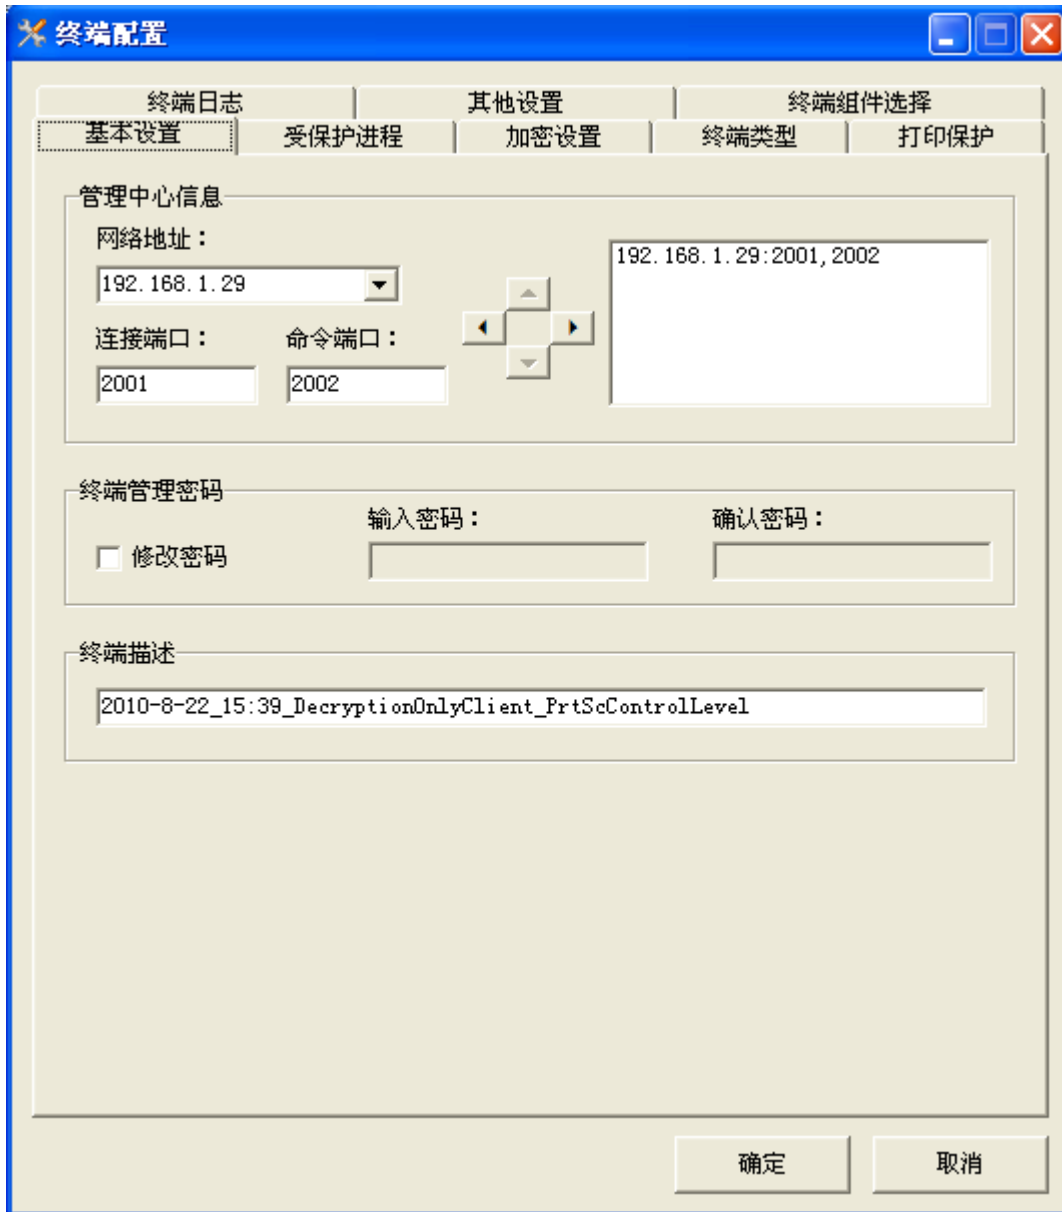 终端配置
终端日志 其他设置 终端组件选择
基本设置 受保护进程 加密设置 终端类型 打印保护
管理中心信息
网络地址：
192.168.1.29
192.168.1.29:2001,2002
连接端口： 命令端口：
2001 2002
终端管理密码
输入密码： 确认密码：
修改密码
终端描述
2010-8-22_15:39_DecryptionOnlyClient_PrtScControlLevel
确定 取消